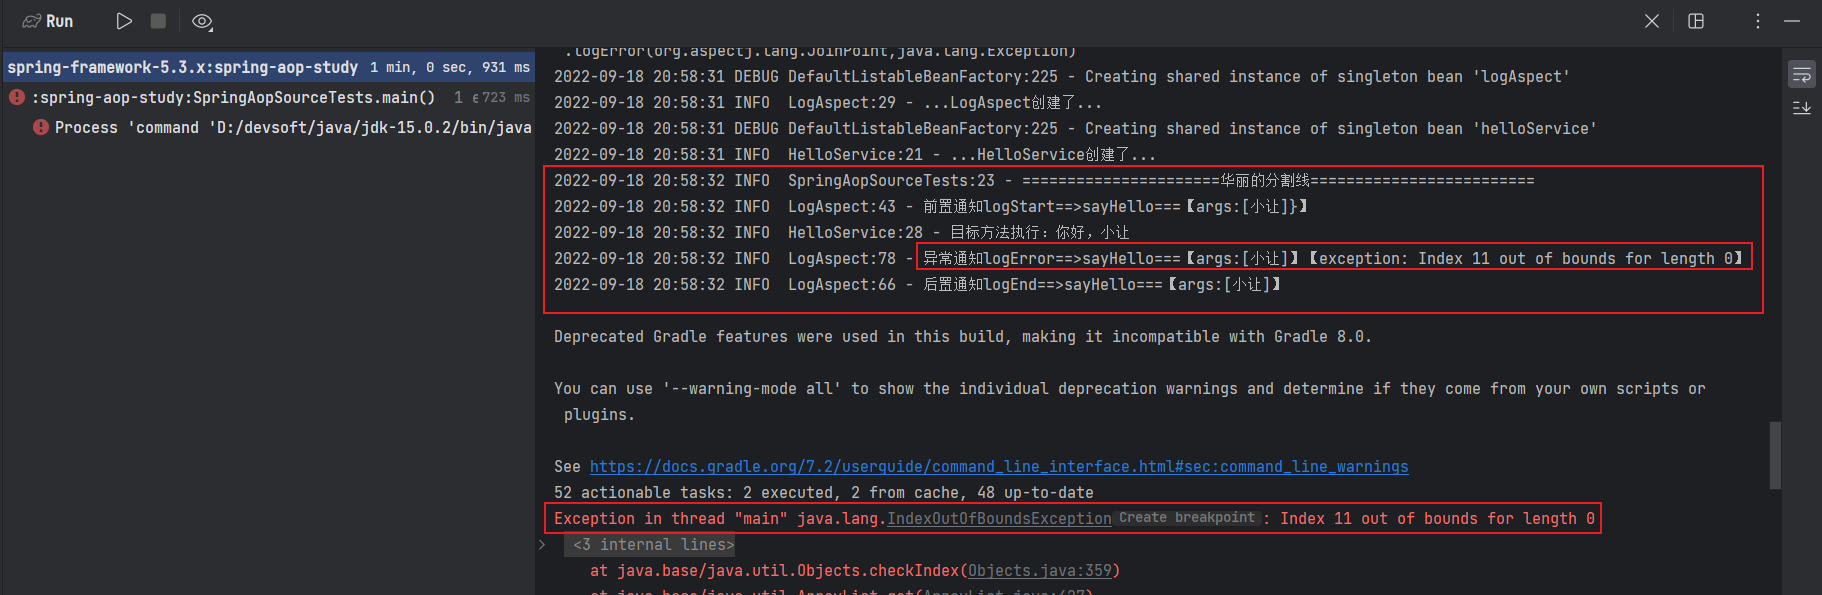 Run
spring-framework-5.3.x:spring-aop-study 1 min, 0 sec, 931 ms
:spring-aop-study:SpringAopSourceTests.main() 1 723 ms
Process 'command 'D:/devsoft/java/jdk-15.0.2/bin/java
.logError(org.aspectj.lang.JoinPoint,java.lang.Exception)
2022-09-18 20:58:31 DEBUG DefaultListableBeanFactory:225 - Creating shared instance of singleton bean 'logAspect'
2022-09-18 20:58:31 INFO  LogAspect:29 - ...LogAspect创建了...
2022-09-18 20:58:31 DEBUG DefaultListableBeanFactory:225 - Creating shared instance of singleton bean 'helloService'
2022-09-18 20:58:31 INFO  HelloService:21 - ...HelloService创建了...
2022-09-18 20:58:32 INFO  SpringAopSourceTests:23 - ======================华丽的分割线=========================
2022-09-18 20:58:32 INFO  LogAspect:43 - 前置通知logStart==>sayHello===【args:[小让]}】
2022-09-18 20:58:32 INFO  HelloService:28 - 目标方法执行：你好，小让
2022-09-18 20:58:32 INFO  LogAspect:78 - 异常通知logError==>sayHello===【args:[小让]】【exception: Index 11 out of bounds for length 0】
2022-09-18 20:58:32 INFO  LogAspect:66 - 后置通知logEnd==>sayHello===【args:[小让]】
Deprecated Gradle features were used in this build, making it incompatible with Gradle 8.0.
You can use '--warning-mode all' to show the individual deprecation warnings and determine if they come from your own scripts or
plugins.
See https://docs.gradle.org/7.2/userguide/command_line_interface.html#sec:command_line_warnings
52 actionable tasks: 2 executed, 2 from cache, 48 up-to-date
Exception in thread "main" java.lang.IndexOutOfBoundsException Create breakpoint : Index 11 out of bounds for length 0
<3 internal lines>
at java.base/java.util.Objects.checkIndex(Objects.java:359)
at java.base/java.util.ArrayList.get(ArrayList.java:427)